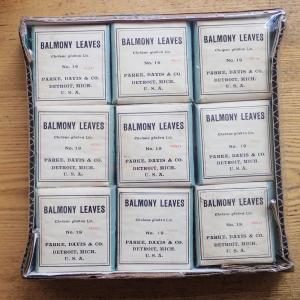 BALMONY LEAVES
Chelone glabra Lin.
No. 19
PARKE, DAVIS & CO.
DETROIT, MICH.
U. S. A.
BALMONY LEAVES
Chelone glabra Lin.
No. 19
PARKE, DAVIS & CO.
DETROIT, MICH.
U. S. A.
BALMONY LEAVES
Chelone glabra Lin.
No. 19
PARKE, DAVIS & CO.
DETROIT, MICH.
U. S. A.
BALMONY LEAVES
Chelone glabra Lin.
No. 19
PARKE, DAVIS & CO.
DETROIT, MICH.
U. S. A.
BALMONY LEAVES
Chelone glabra Lin.
No. 19
PARKE, DAVIS & CO.
DETROIT, MICH.
U. S. A.
BALMONY LEAVES
Chelone glabra Lin.
No. 19
PARKE, DAVIS & CO.
DETROIT, MICH.
U. S. A.
BALMONY LEAVES
Chelone glabra Lin.
No. 19
PARKE, DAVIS & CO.
DETROIT, MICH.
U. S. A.
BALMONY LEAVES
Chelone glabra Lin.
No. 19
PARKE, DAVIS & CO.
DETROIT, MICH.
U. S. A.
BALMONY LEAVES
Chelone glabra Lin.
No. 19
PARKE, DAVIS & CO.
DETROIT, MICH.
U. S. A.